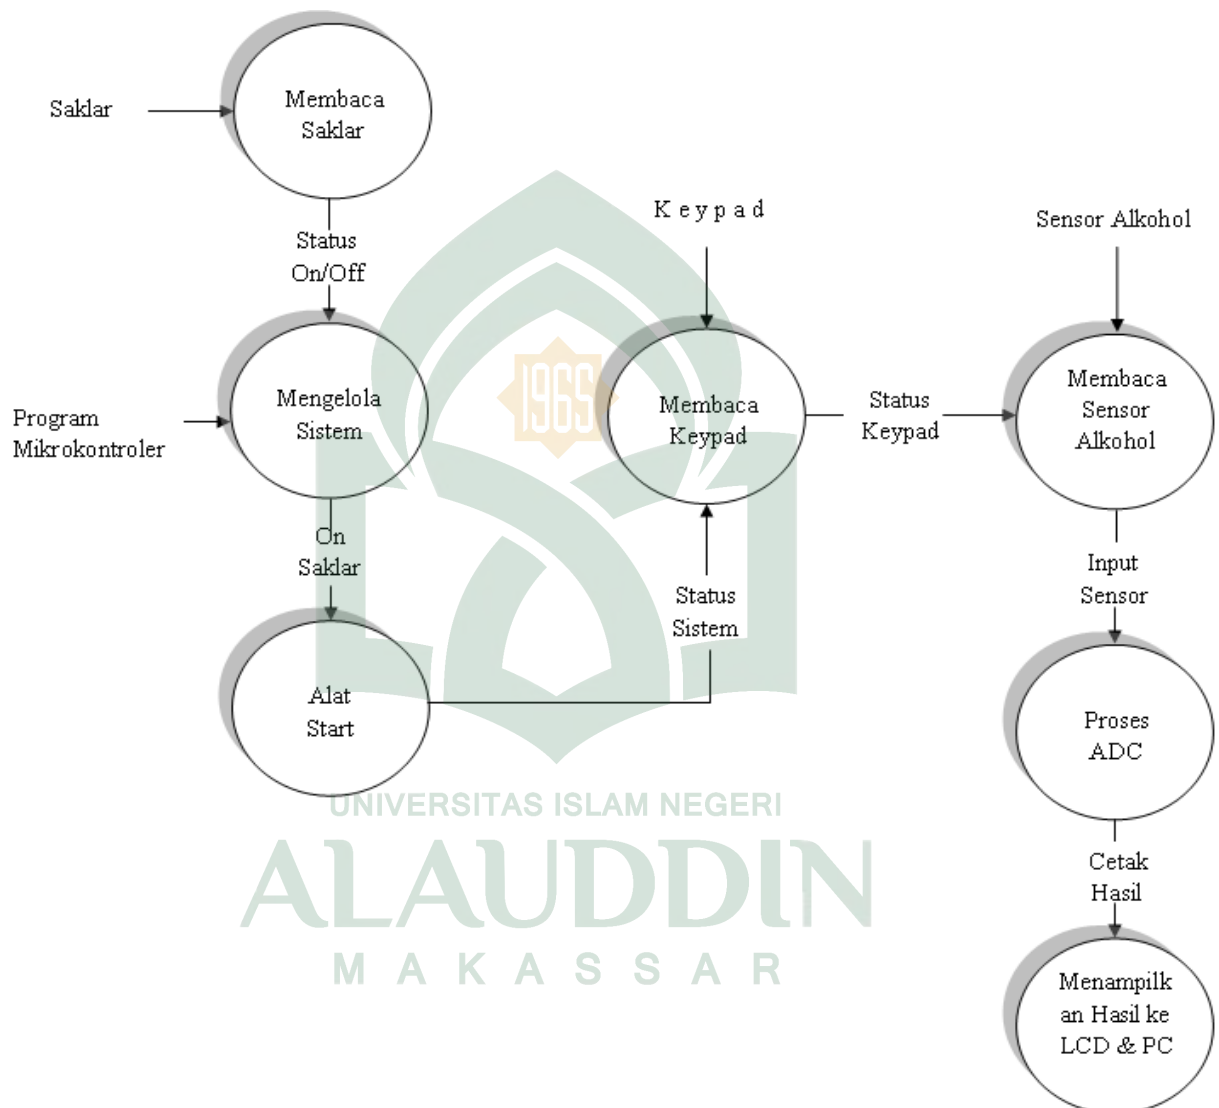 Saklar
Membaca
Saklar
Status
On/Off
Program
Mikrokontroler
Mengelola
Sistem
On
Saklar
Alat
Start
Status
Sistem
K e y p a d
Membaca
Keypad
Status
Keypad
Sensor Alkohol
Membaca
Sensor
Alkohol
Input
Sensor
Proses
ADC
Cetak
Hasil
Menampilk
an Hasil ke
LCD & PC
1965
UNIVERSITAS ISLAM NEGERI
ALAUDDIN
M A K A S S A R